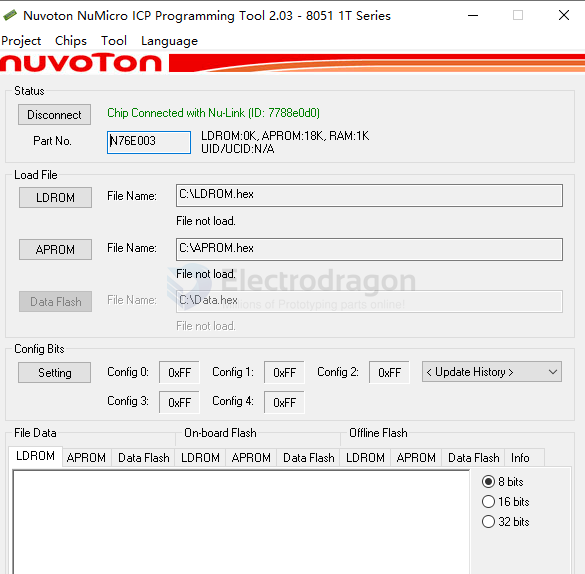 Nuvoton NuMicro ICP Programming Tool 2.03 - 8051 1T Series
Project Chips Tool Language
nuvoTon
Status
Disconnect Chip Connected with Nu-Link (ID: 7788e0d0)
Part No. N76E003 LDROM:0K, APROM:18K, RAM:1K
UID/UCID:N/A
Load File
LDROM File Name: C:\LDROM.hex
File not load.
APROM File Name: C:\APROM.hex
File not load.
Electrodragon
Data Flash File Name: C:\Data.hex
of Prototyping parts online!
File not load.
Config Bits
Setting Config 0: 0xFF Config 1: 0xFF Config 2: 0xFF < Update History >
Config 3: 0xFF Config 4: 0xFF
File Data On-board Flash Offline Flash
LDROM APROM Data Flash LDROM APROM Data Flash LDROM APROM Data Flash Info
8 bits
16 bits
32 bits